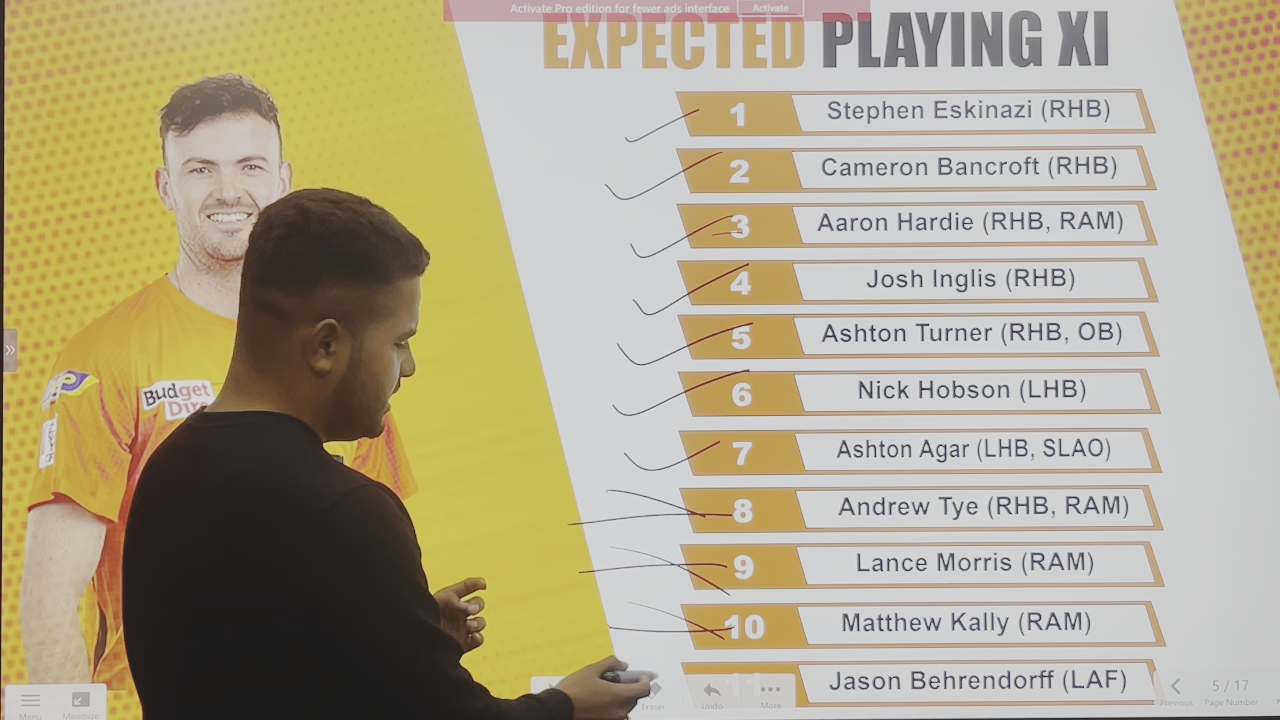 Activate Pro edition for fewer ads interface Activate
EXPECTED PLAYING XI
1 Stephen Eskinazi (RHB)
2 Cameron Bancroft (RHB)
3 Aaron Hardie (RHB, RAM)
4 Josh Inglis (RHB)
5 Ashton Turner (RHB, OB)
6 Nick Hobson (LHB)
7 Ashton Agar (LHB, SLAO)
8 Andrew Tye (RHB, RAM)
9 Lance Morris (RAM)
10 Matthew Kally (RAM)
11 Jason Behrendorff (LAF)
Budget
Dire
Menu
Minimize
Eraser
Undo
More
Previous
5 / 17
Page Number